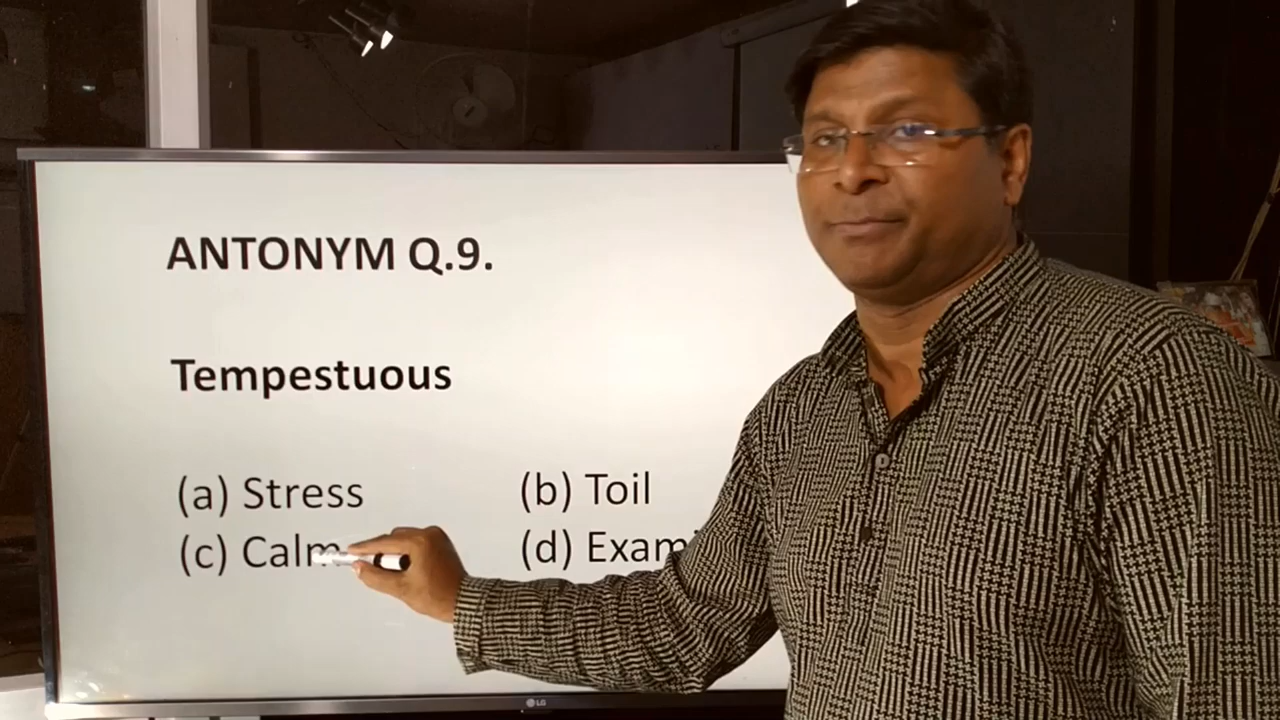 ANTONYM Q.9.
Tempestuous
(a) Stress (b) Toil
(c) Calm (d)
LG